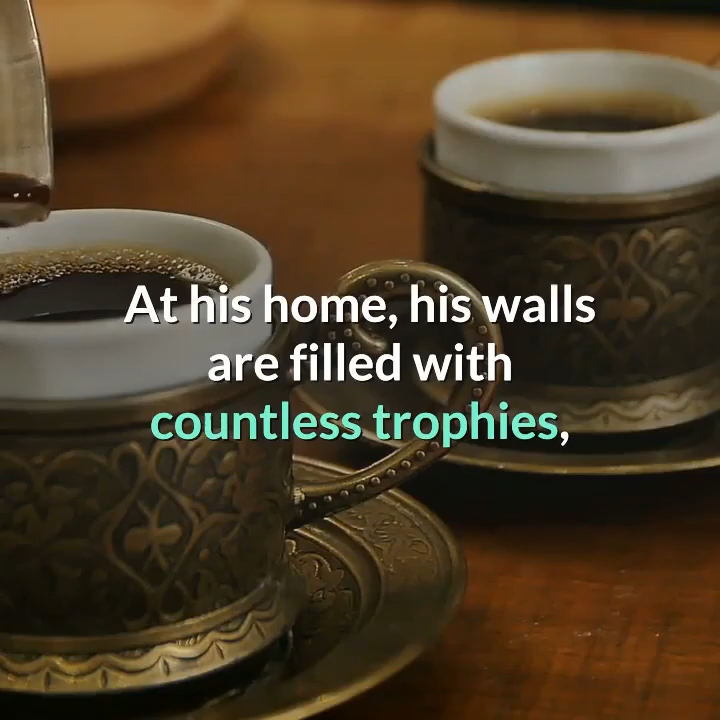 At his home, his walls
are filled with
countless trophies,